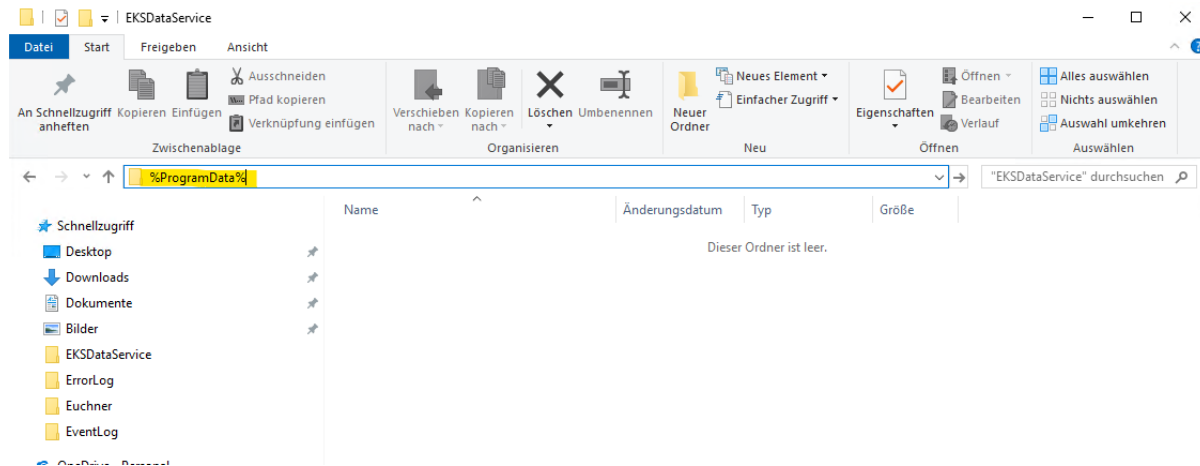 EKSDataService
Datei Start Freigeben Ansicht
An Schnellzugriff anheften
Kopieren
Einfügen
Ausschneiden
Pfad kopieren
Verknüpfung einfügen
Zwischenablage
Verschieben nach
Kopieren nach
Löschen
Umbenennen
Organisieren
Neuer Ordner
Neues Element
Einfacher Zugriff
Neu
Eigenschaften
Öffnen
Bearbeiten
Verlauf
Öffnen
Alles auswählen
Nichts auswählen
Auswahl umkehren
Auswählen
%ProgramData%
"EKSDataService" durchsuchen
Name Änderungsdatum Typ Größe
Dieser Ordner ist leer.
Schnellzugriff
Desktop
Downloads
Dokumente
Bilder
EKSDataService
ErrorLog
Euchner
EventLog
OneDrive - Personal